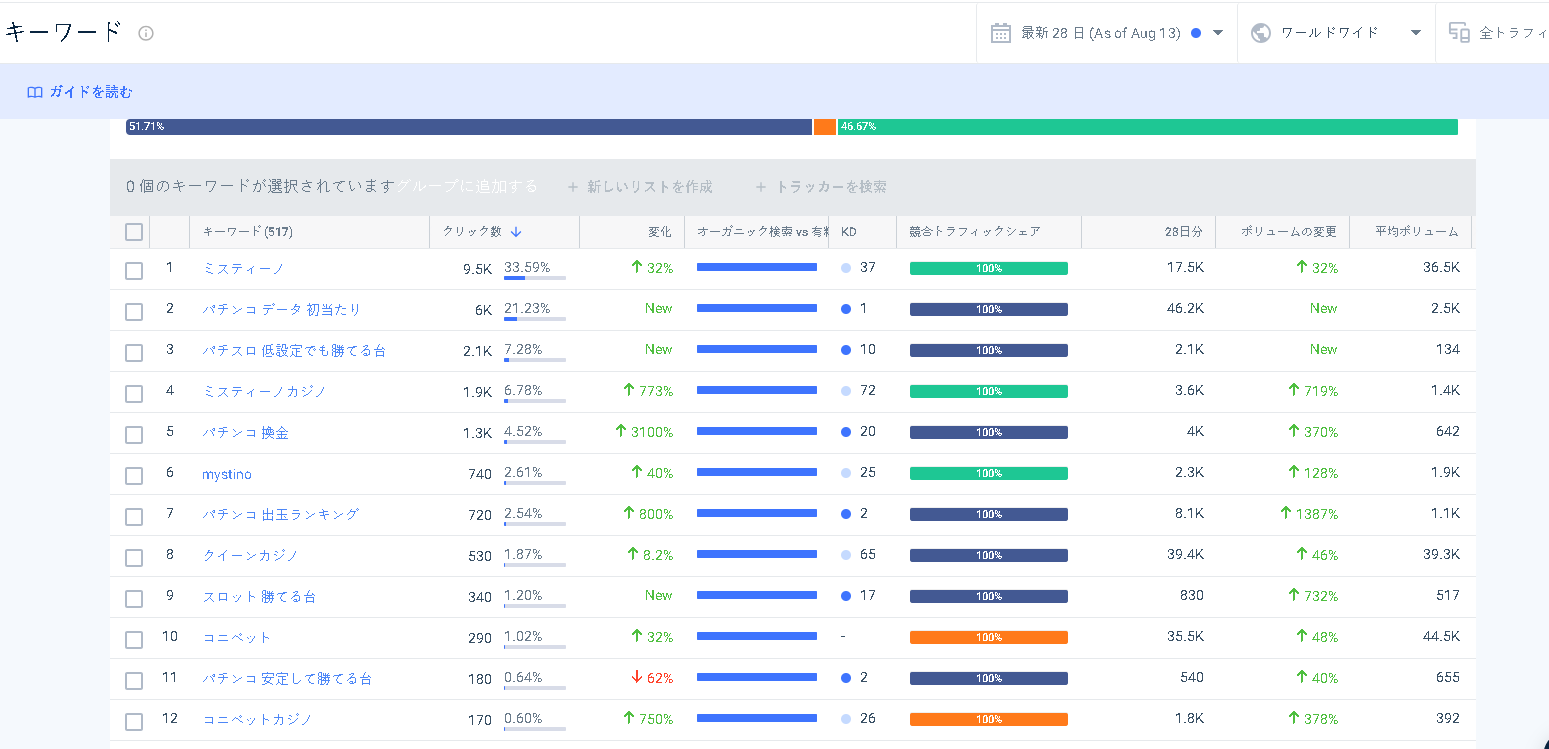 キーワード
最新 28 日 (As of Aug 13) ワールドワイド 全トラフィ
ガイドを読む
51.71% 46.67%
0 個のキーワードが選択されています グループに追加する + 新しいリストを作成 + トラッカーを検索
キーワード (517) クリック数 変化 オーガニック検索 vs 有料 KD 競合トラフィックシェア 28日分 ボリュームの変更 平均ボリューム
1 ミスティーノ 9.5K 33.59% 32% 37 100% 17.5K 32% 36.5K
2 パチンコ データ 初当たり 6K 21.23% New 1 100% 46.2K New 2.5K
3 パチスロ 低設定でも勝てる台 2.1K 7.28% New 10 100% 2.1K New 134
4 ミスティーノカジノ 1.9K 6.78% 773% 72 100% 3.6K 719% 1.4K
5 パチンコ 換金 1.3K 4.52% 3100% 20 100% 4K 370% 642
6 mystino 740 2.61% 40% 25 100% 2.3K 128% 1.9K
7 パチンコ 出玉ランキング 720 2.54% 800% 2 100% 8.1K 1387% 1.1K
8 クイーンカジノ 530 1.87% 8.2% 65 100% 39.4K 46% 39.3K
9 スロット 勝てる台 340 1.20% New 17 100% 830 732% 517
10 コニベット 290 1.02% 32% - 100% 35.5K 48% 44.5K
11 パチンコ 安定して勝てる台 180 0.64% 62% 2 100% 540 40% 655
12 コニベットカジノ 170 0.60% 750% 26 100% 1.8K 378% 392